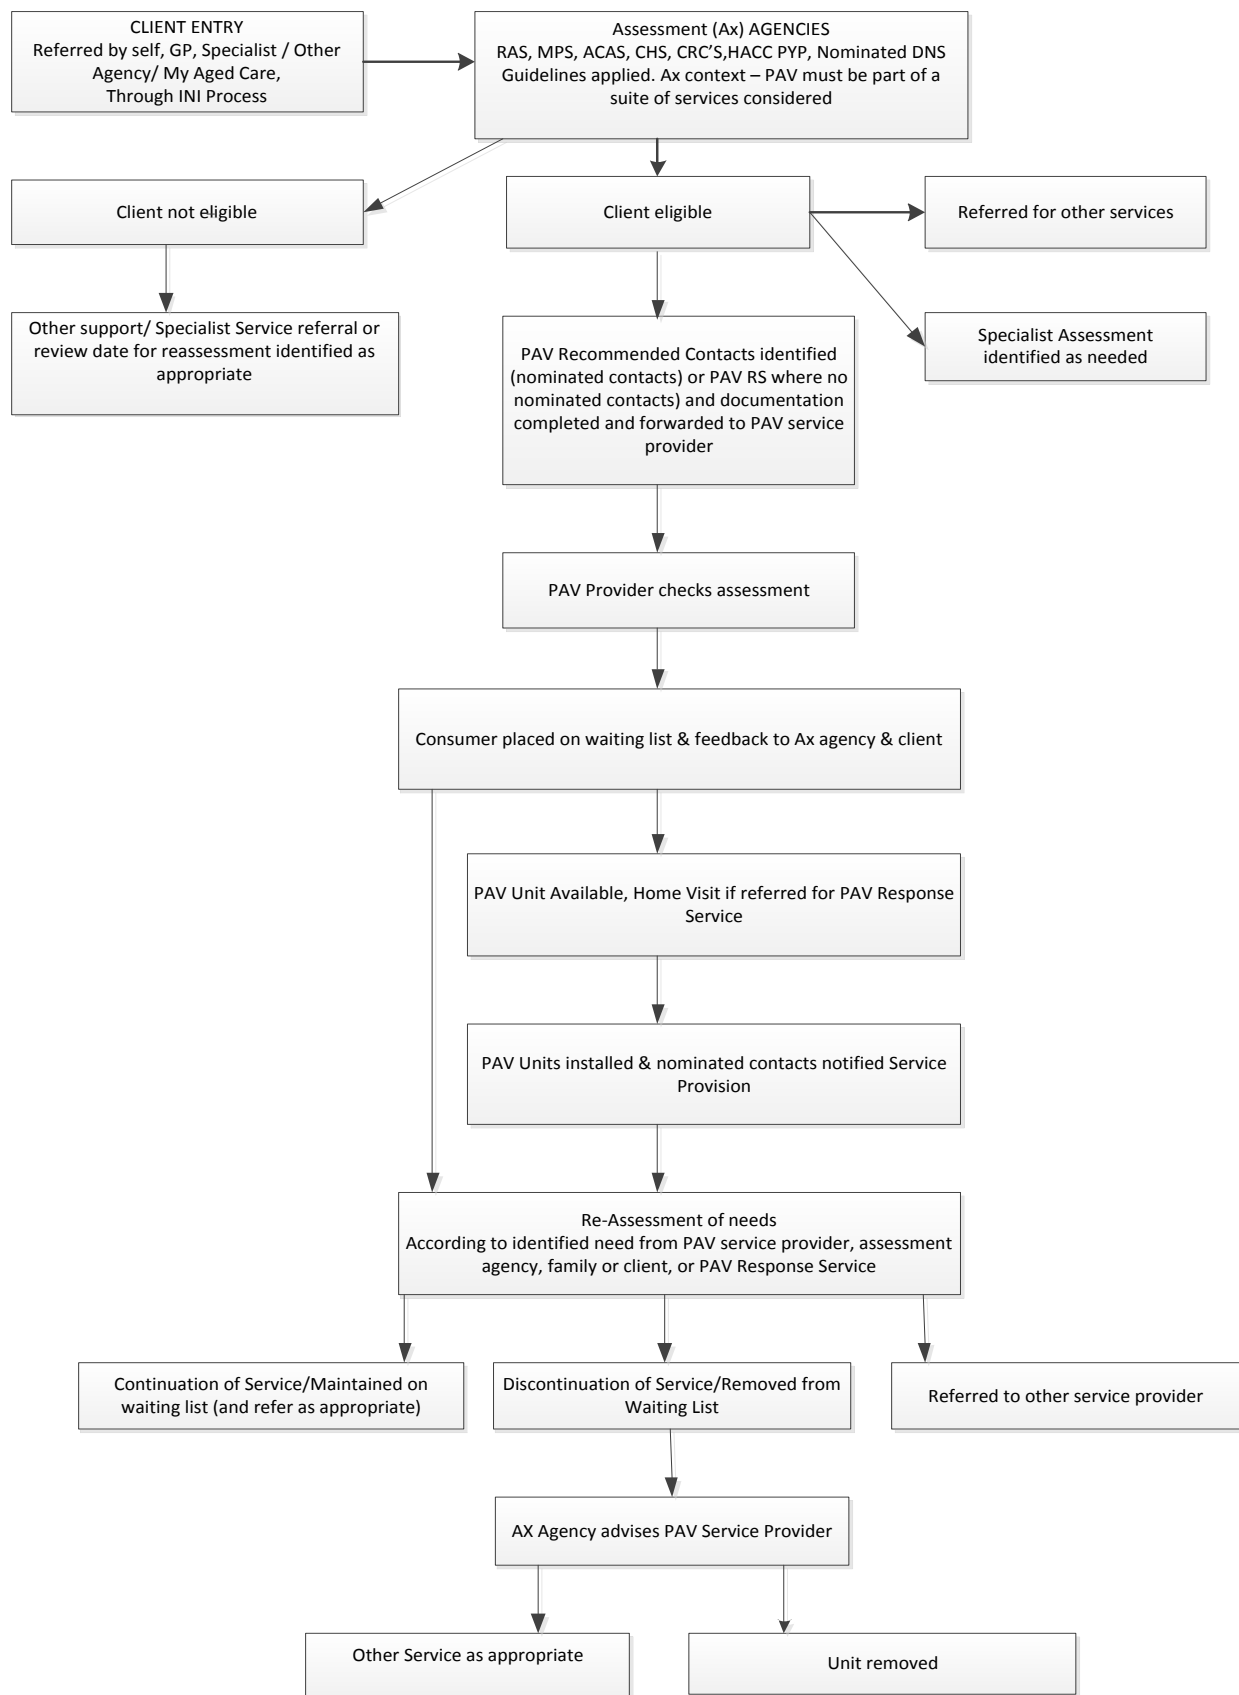 CLIENT ENTRY
Referred by self, GP, Specialist / Other
Agency/ My Aged Care,
Through INI Process
Assessment (Ax) AGENCIES
RAS, MPS, ACAS, CHS, CRC’S,HACC PYP, Nominated DNS
Guidelines applied. Ax context – PAV must be part of a
suite of services considered
Client not eligible
Client eligible
Referred for other services
Other support/ Specialist Service referral or
review date for reassessment identified as
appropriate
PAV Recommended Contacts identified
(nominated contacts) or PAV RS where no
nominated contacts) and documentation
completed and forwarded to PAV service
provider
Specialist Assessment
identified as needed
PAV Provider checks assessment
Consumer placed on waiting list & feedback to Ax agency & client
PAV Unit Available, Home Visit if referred for PAV Response
Service
PAV Units installed & nominated contacts notified Service
Provision
Re-Assessment of needs
According to identified need from PAV service provider, assessment
agency, family or client, or PAV Response Service
Continuation of Service/Maintained on
waiting list (and refer as appropriate)
Discontinuation of Service/Removed from
Waiting List
Referred to other service provider
AX Agency advises PAV Service Provider
Other Service as appropriate
Unit removed